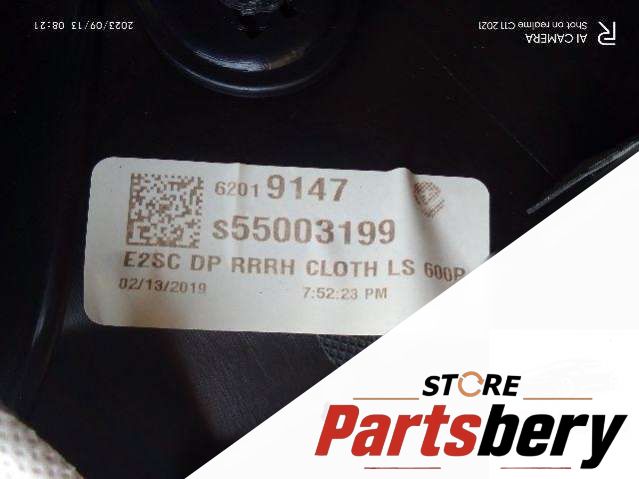 2023/09/13 08:21
AI CAMERA
Shot on realme C11 2021
R
6201 9147
s55003199
E2SC DP RRRH CLOTH LS 600P
02/13/2019 7:52:23 PM
STORE
Partsbery